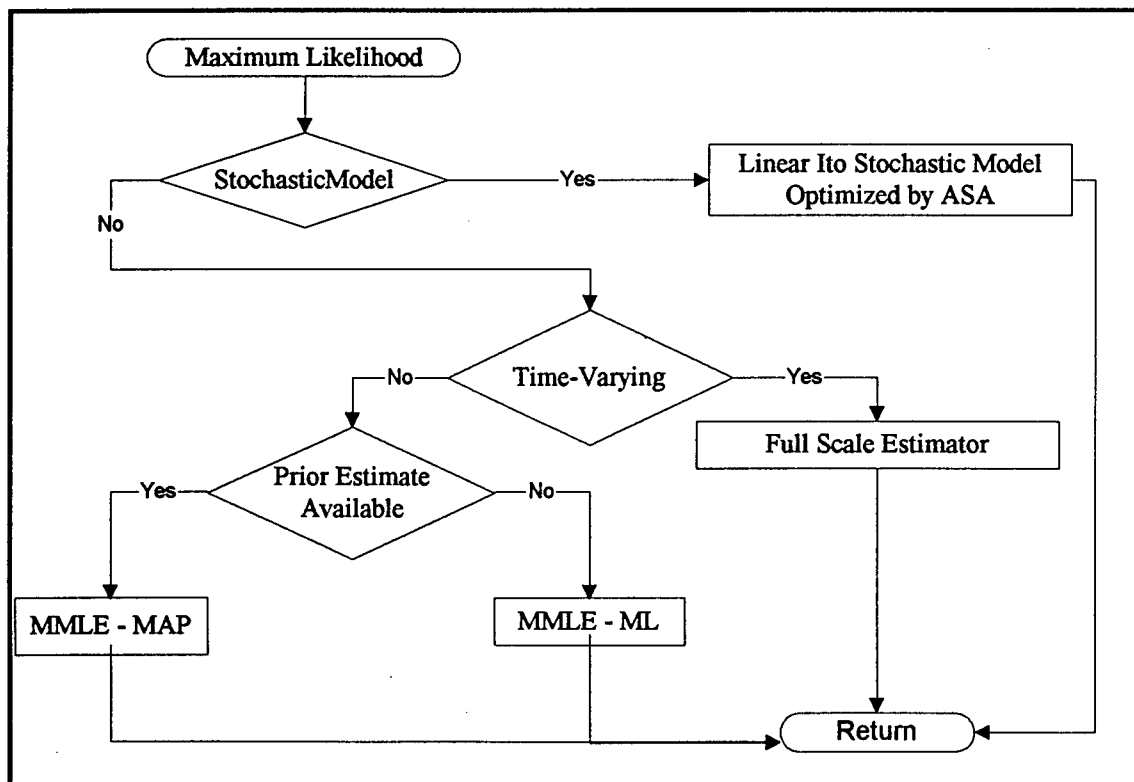 Maximum Likelihood
StochasticModel
Yes
Linear Ito Stochastic Model
Optimized by ASA
No
Time-Varying
No
Yes
Full Scale Estimator
Prior Estimate
Available
Yes
No
MMLE - MAP
MMLE - ML
Return